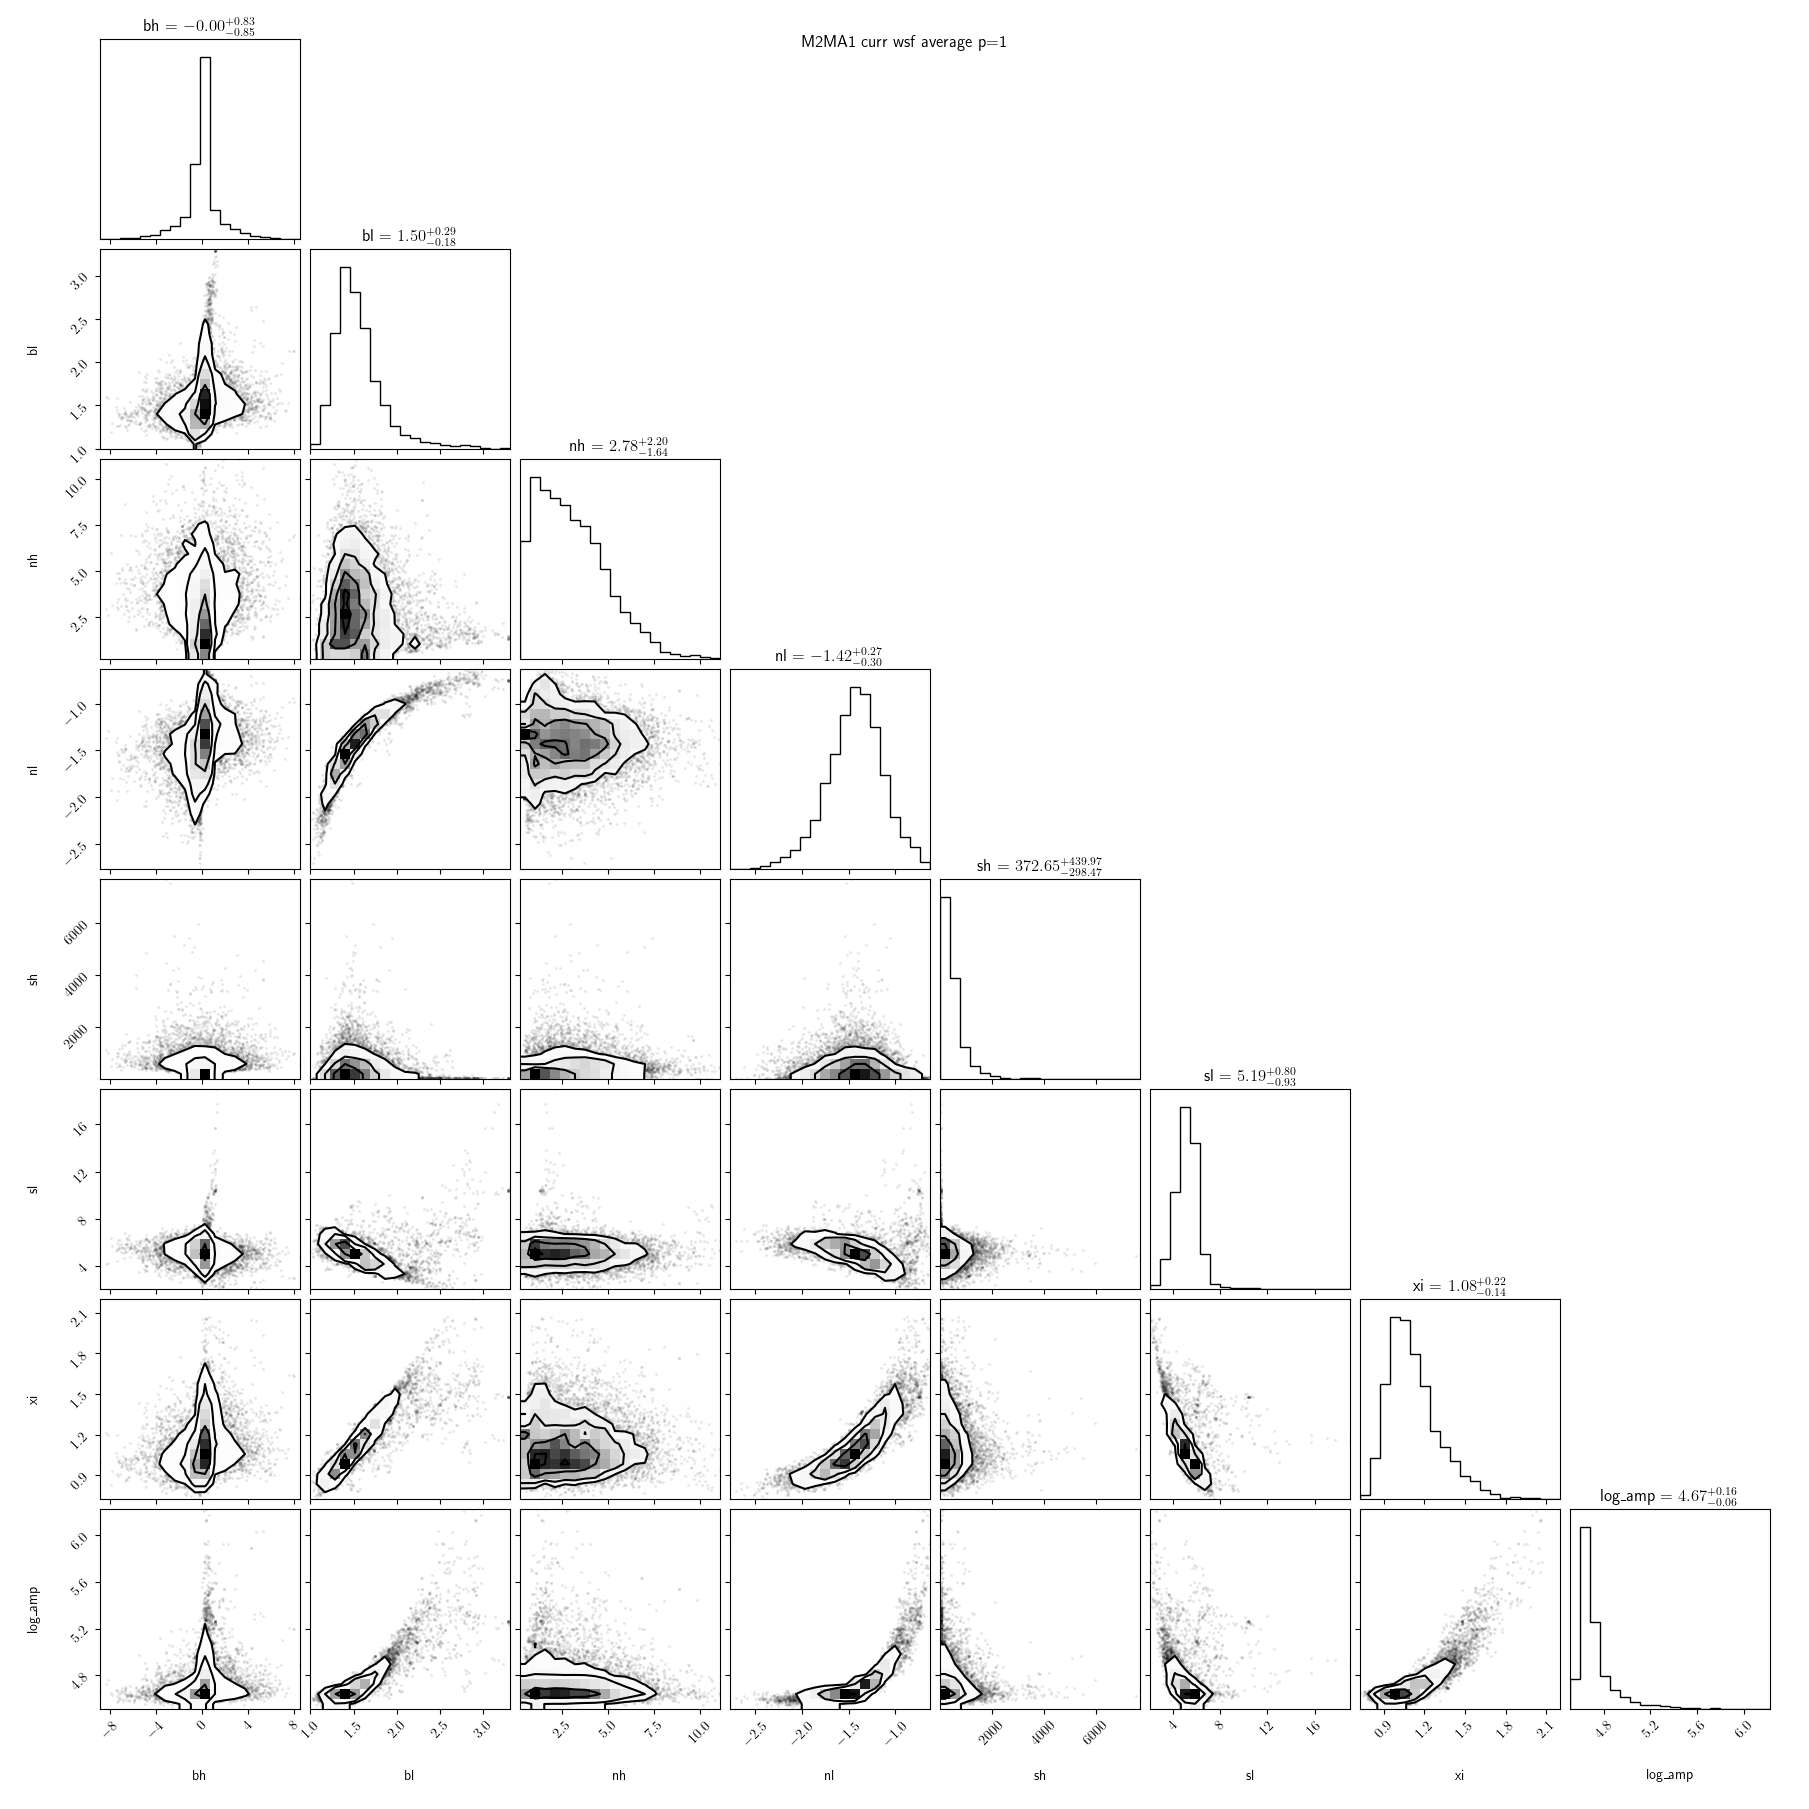 M2MA1 curr wsf average p=1
bh = −0.00+0.83−0.85
bl = 1.50+0.29−0.18
3.0
2.5
2.0
1.5
1.0
bl
nh = 2.78+2.20−1.64
10.0
7.5
5.0
2.5
nh
nl = −1.42+0.27−0.30
−1.0
−1.5
−2.0
−2.5
nl
sh = 372.65+439.97−298.47
6000
4000
2000
sh
sl = 5.19+0.80−0.93
16
12
8
4
sl
xi = 1.08+0.22−0.14
2.1
1.8
1.5
1.2
0.9
xi
log_amp = 4.67+0.16−0.06
6.0
5.6
5.2
4.8
log_amp
−8 −4 0 4 8 1.0 1.5 2.0 2.5 3.0 2.5 5.0 7.5 10.0 −2.5 −2.0 −1.5 −1.0 2000 4000 6000 4 8 12 16 0.9 1.2 1.5 1.8 2.1 4.8 5.2 5.6 6.0
bh bl nh nl sh sl xi log_amp